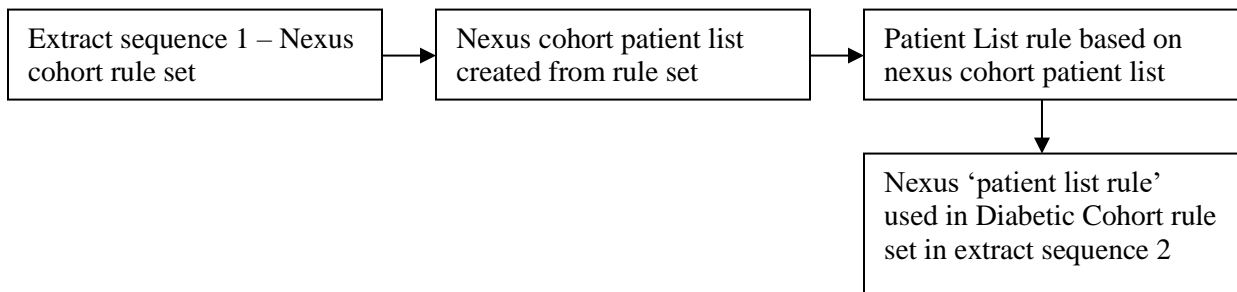 Extract sequence 1 – Nexus
cohort rule set
Nexus cohort patient list
created from rule set
Patient List rule based on
nexus cohort patient list
Nexus ‘patient list rule’
used in Diabetic Cohort rule
set in extract sequence 2